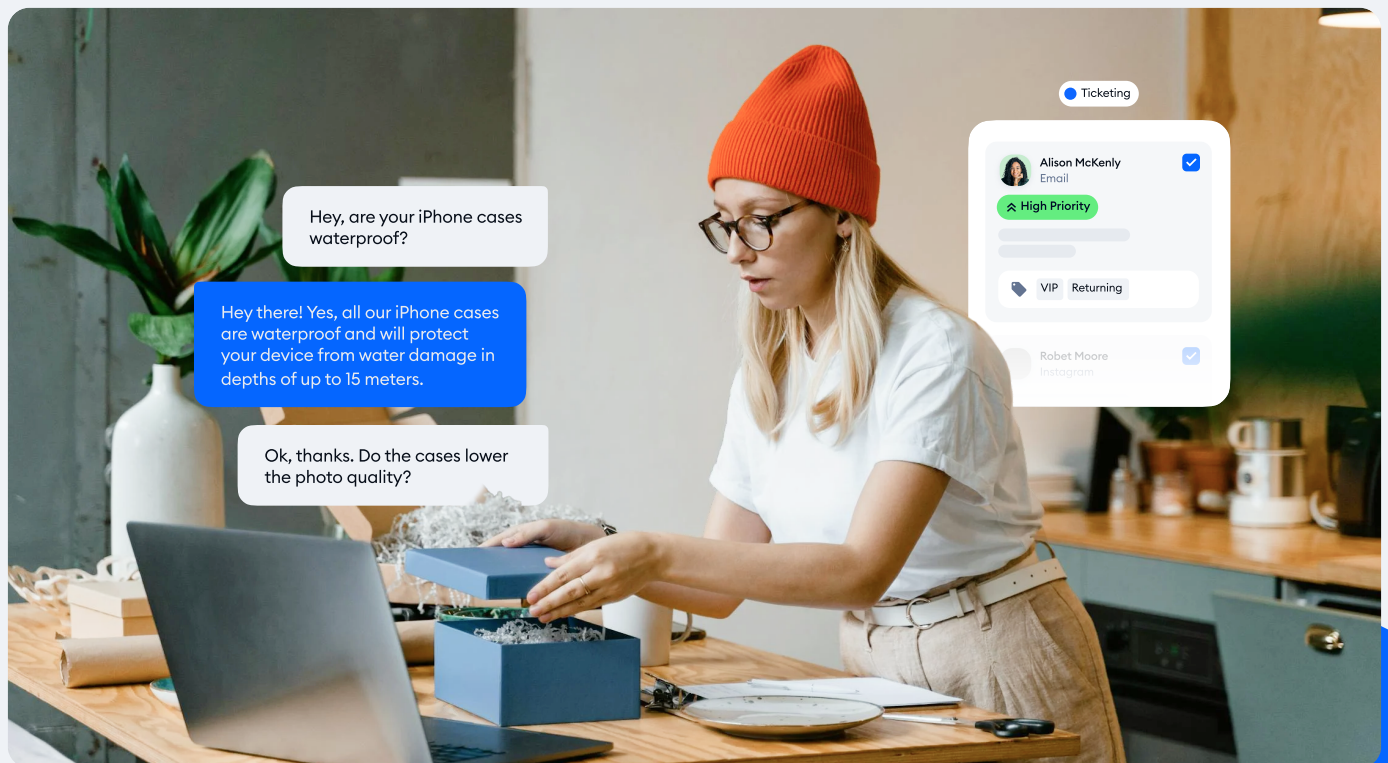 Hey, are your iPhone cases
waterproof?
Hey there! Yes, all our iPhone cases
are waterproof and will protect
your device from water damage in
depths of up to 15 meters.
Ok, thanks. Do the cases lower
the photo quality?
Ticketing
Alison McKenly
Email
High Priority
VIP
Returning
Robet Moore
Instagram